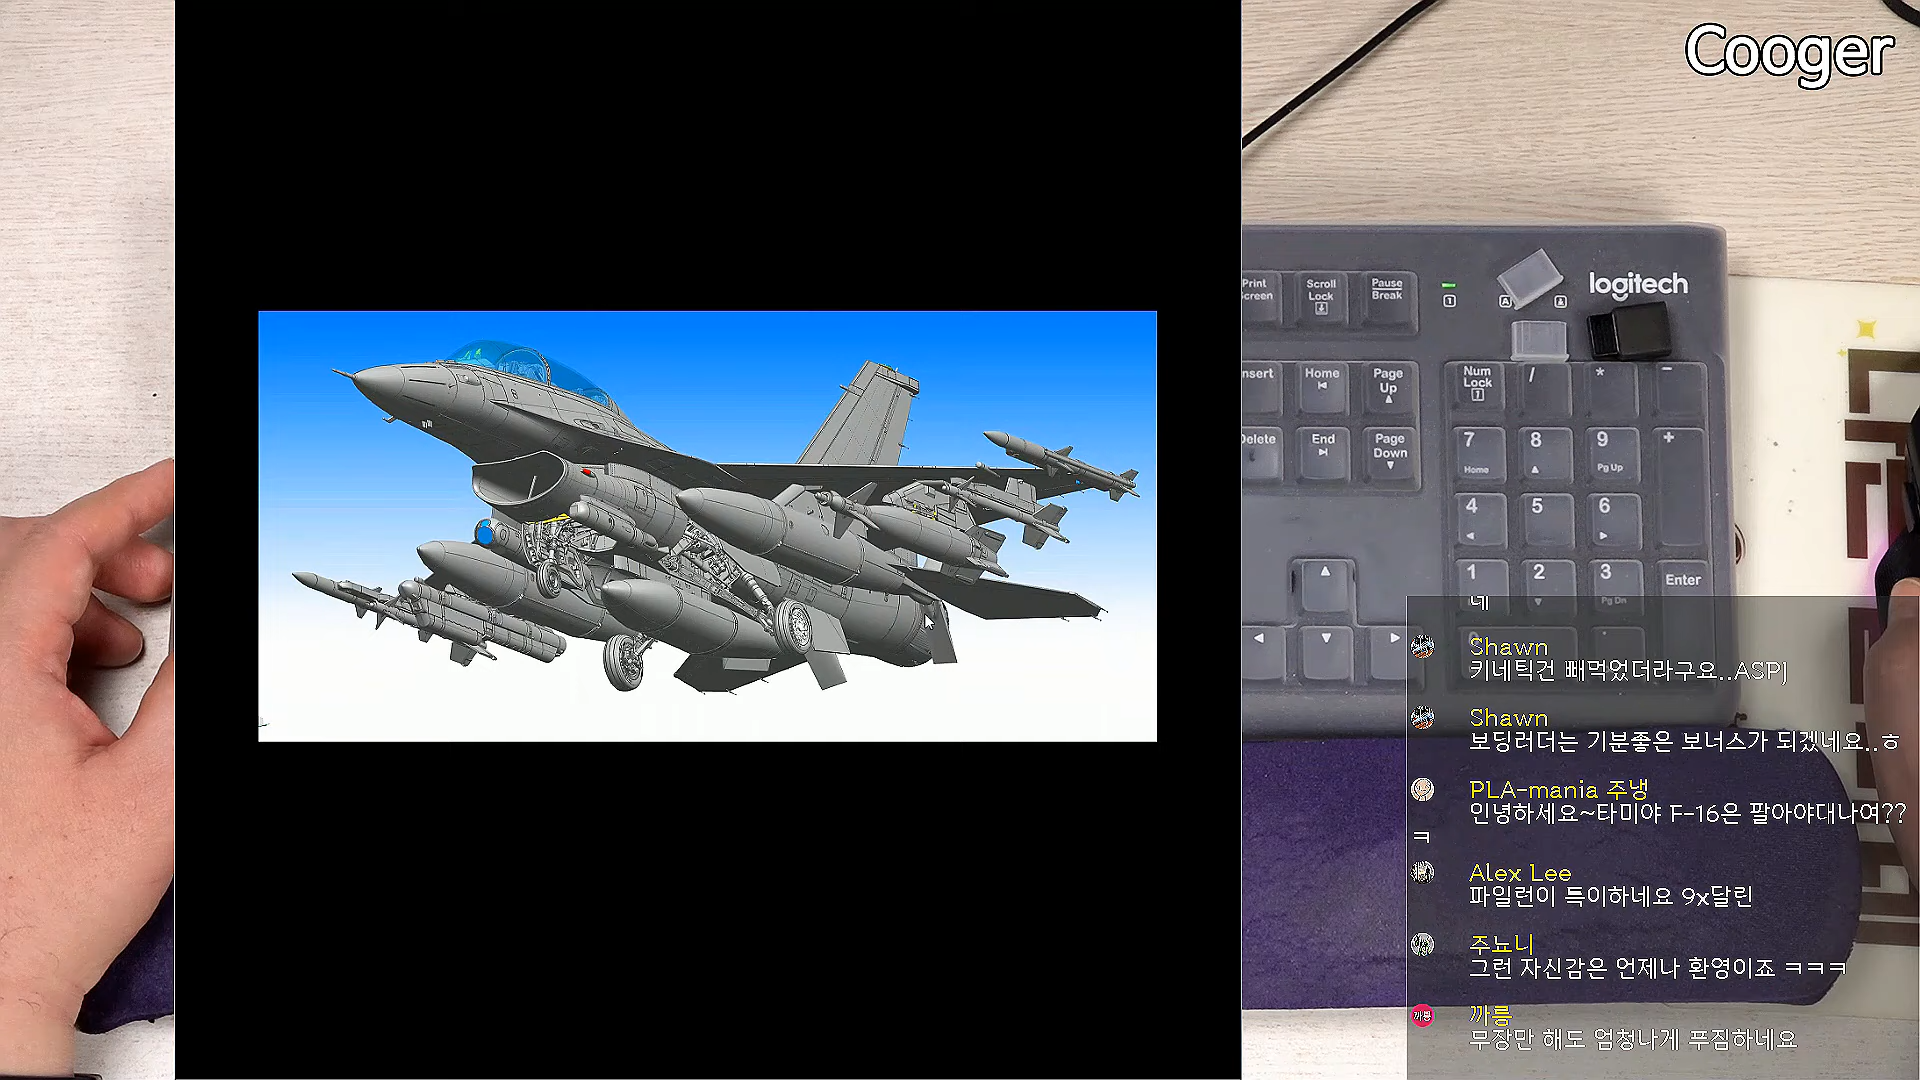 Cooger
logitech
Print
Screen
Scroll
Lock
Pause
Break
1
A
Insert
Home
Page
Up
Num
Lock
/
*
-
Delete
End
Page
Down
7
Home
8
9
Pg Up
+
4
5
6
1
2
3
Pg Dn
Enter
네
Shawn
키네틱건 빼먹었더라구요..ASPJ
Shawn
보딩러더는 기분좋은 보너스가 되겠네요..ㅎ
PLA-mania 주냉
안녕하세요~타미야 F-16은 팔아야대나여??
ㅋ
Alex Lee
파일런이 특이하네요 9x달린
주뇨니
그런 자신감은 언제나 환영이죠 ㅋㅋㅋ
까릉
까릉
무장만 해도 엄청나게 푸짐하네요